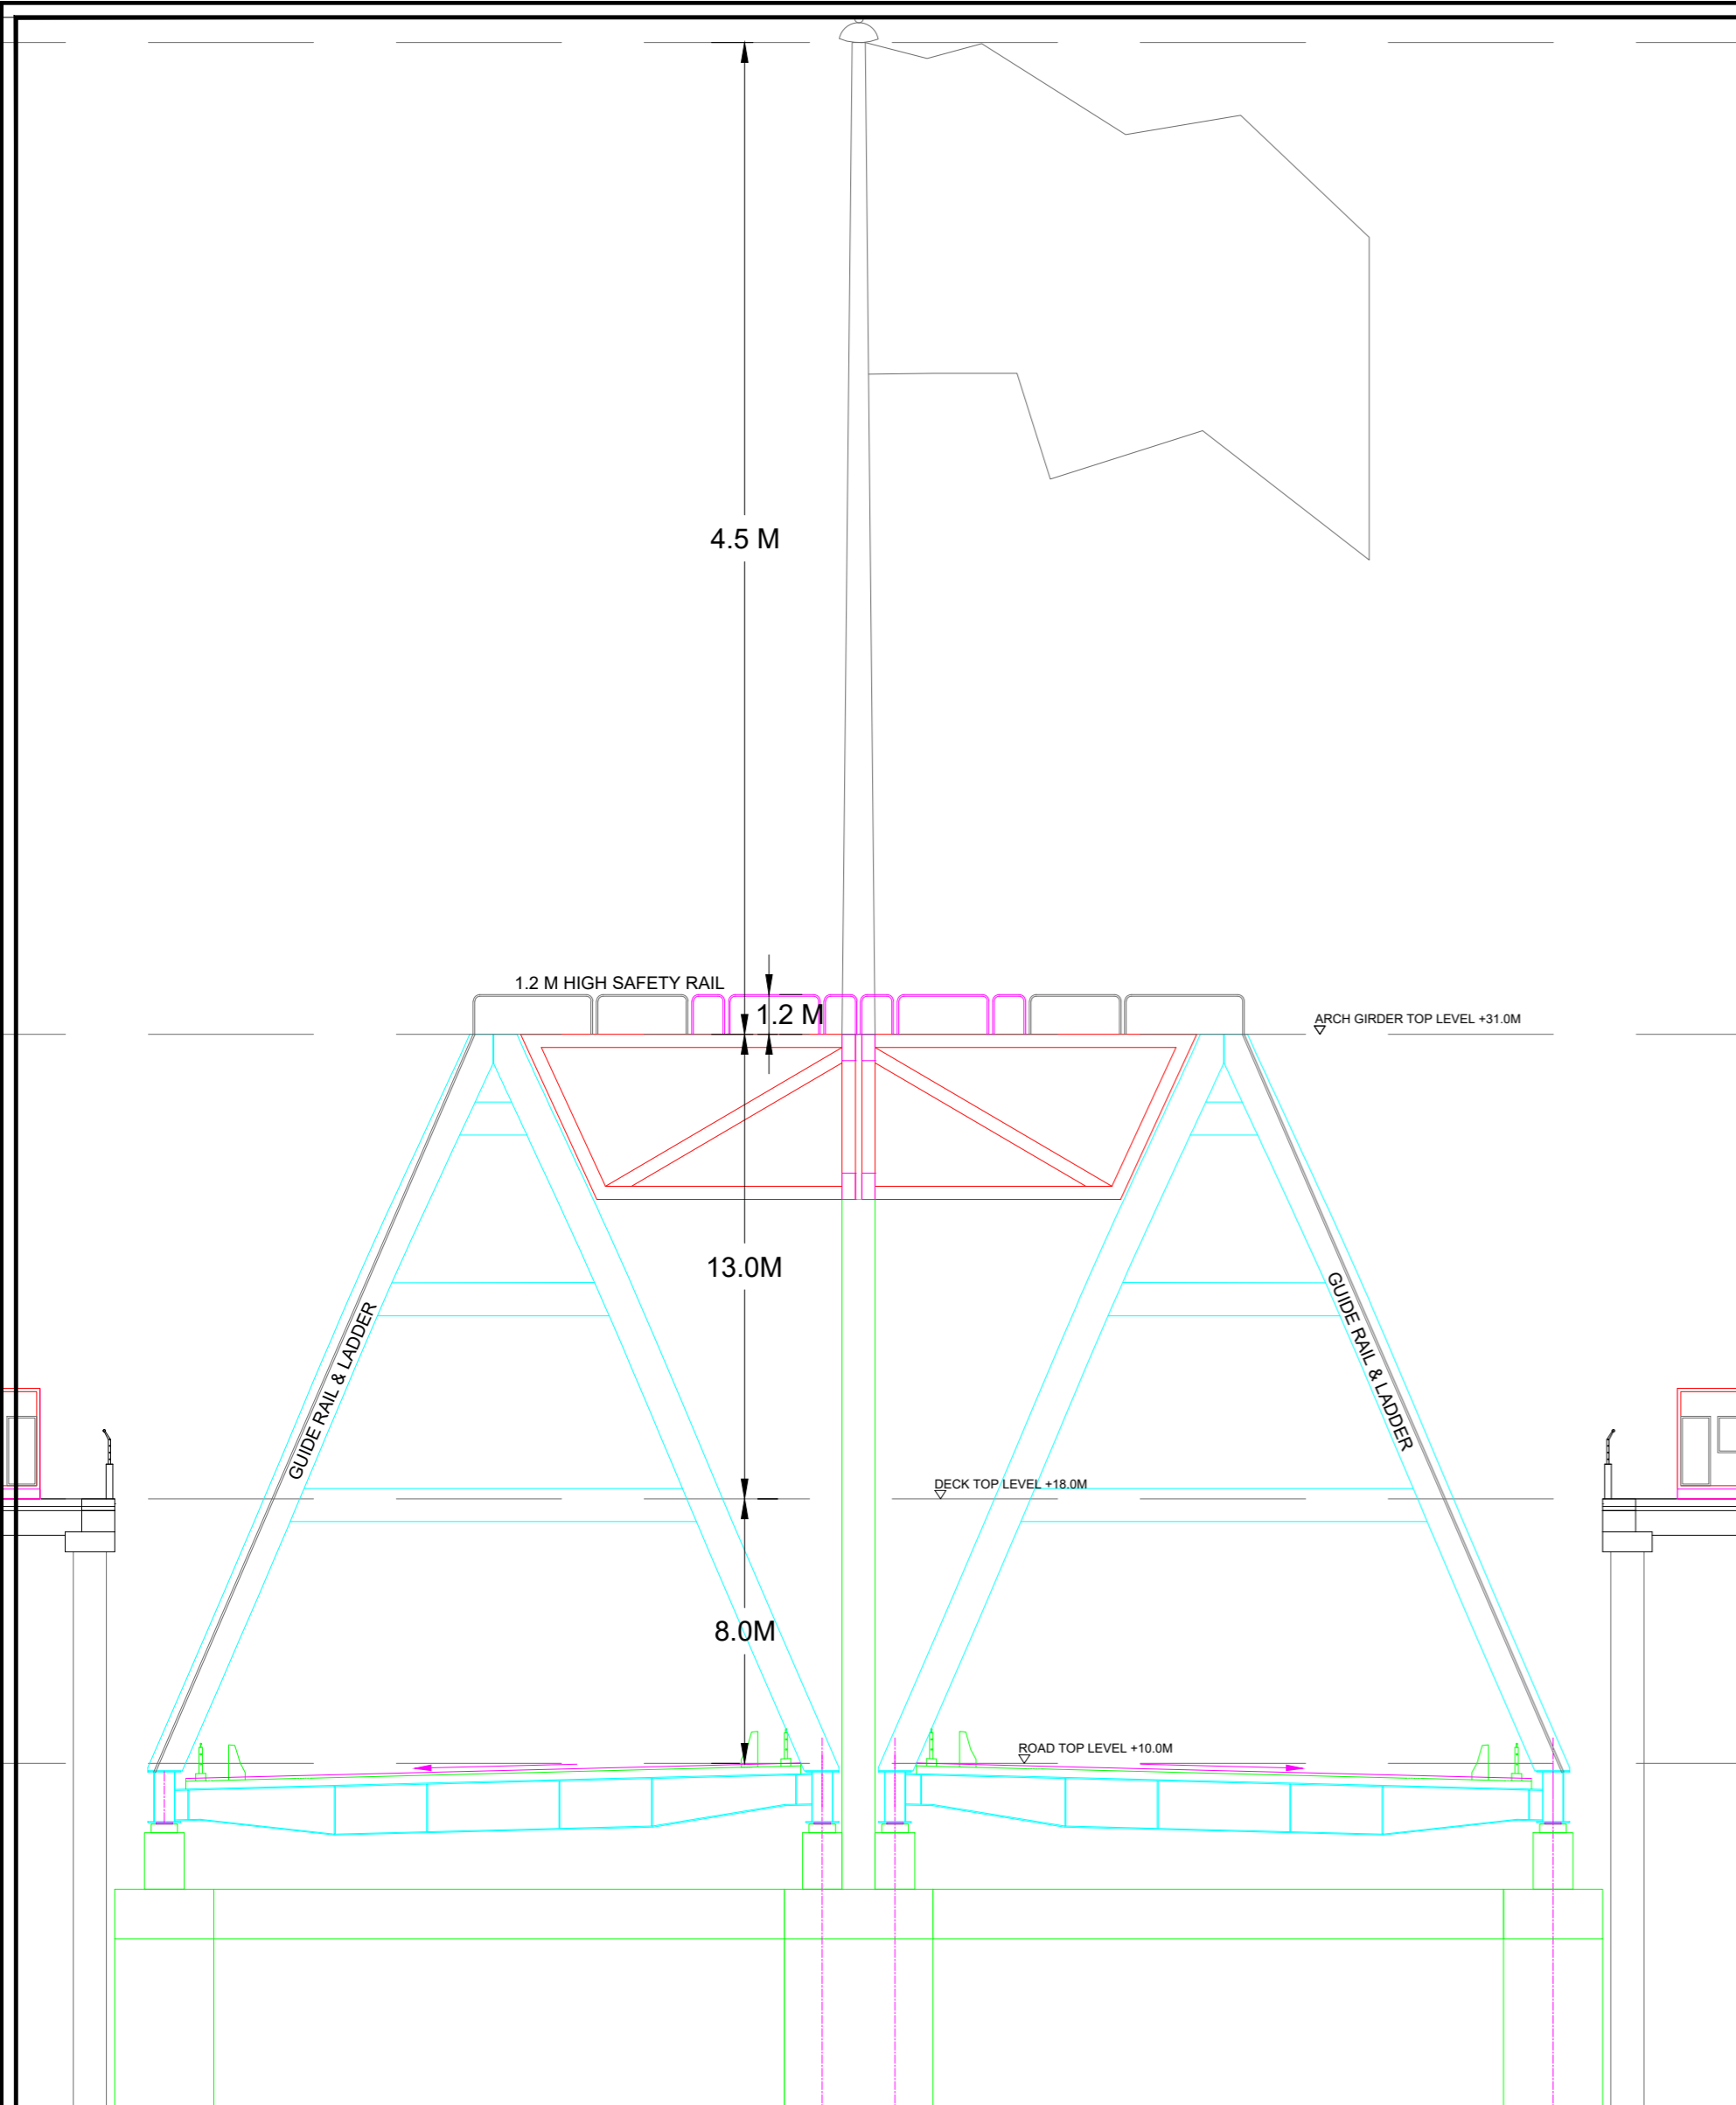 4.5 M
1.2 M HIGH SAFETY RAIL
1.2 M
ARCH GIRDER TOP LEVEL +31.0M
13.0M
GUIDE RAIL & LADDER
GUIDE RAIL & LADDER
DECK TOP LEVEL +18.0M
8.0M
ROAD TOP LEVEL +10.0M